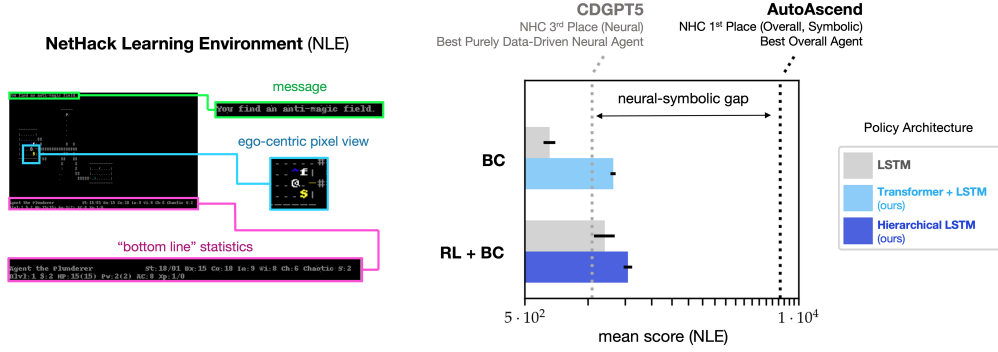 NetHack Learning Environment (NLE)
message
You find an anti-magic field.
ego-centric pixel view
f
@
$
#
"bottom line" statistics
Agent the Plunderer St:18/01 Dx:15 Co:18 In:9 Wi:8 Ch:6 Chaotic S:2
Dlvl:1 $:2 HP:15(15) Pw:2(2) AC:8 Xp:1/0
CDGPT5
NHC 3rd Place (Neural)
Best Purely Data-Driven Neural Agent
AutoAscend
NHC 1st Place (Overall, Symbolic)
Best Overall Agent
neural-symbolic gap
BC
RL + BC
5 · 10²
1 · 10⁴
mean score (NLE)
Policy Architecture
LSTM
Transformer + LSTM
(ours)
Hierarchical LSTM
(ours)